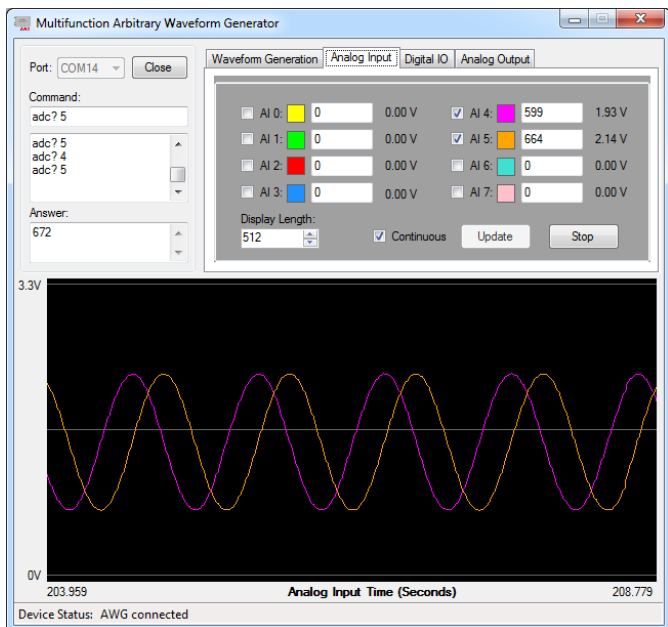 Multifunction Arbitrary Waveform Generator
Port: COM14 Close
Command:
adc? 5
adc? 5
adc? 4
adc? 5
Answer:
672
Waveform Generation Analog Input Digital IO Analog Output
AI 0: 0 0.00 V AI 4: 599 1.93 V
AI 1: 0 0.00 V AI 5: 664 2.14 V
AI 2: 0 0.00 V AI 6: 0 0.00 V
AI 3: 0 0.00 V AI 7: 0 0.00 V
Display Length:
512 Continuous Update Stop
3.3V
0V
203.959 Analog Input Time (Seconds) 208.779
Device Status: AWG connected